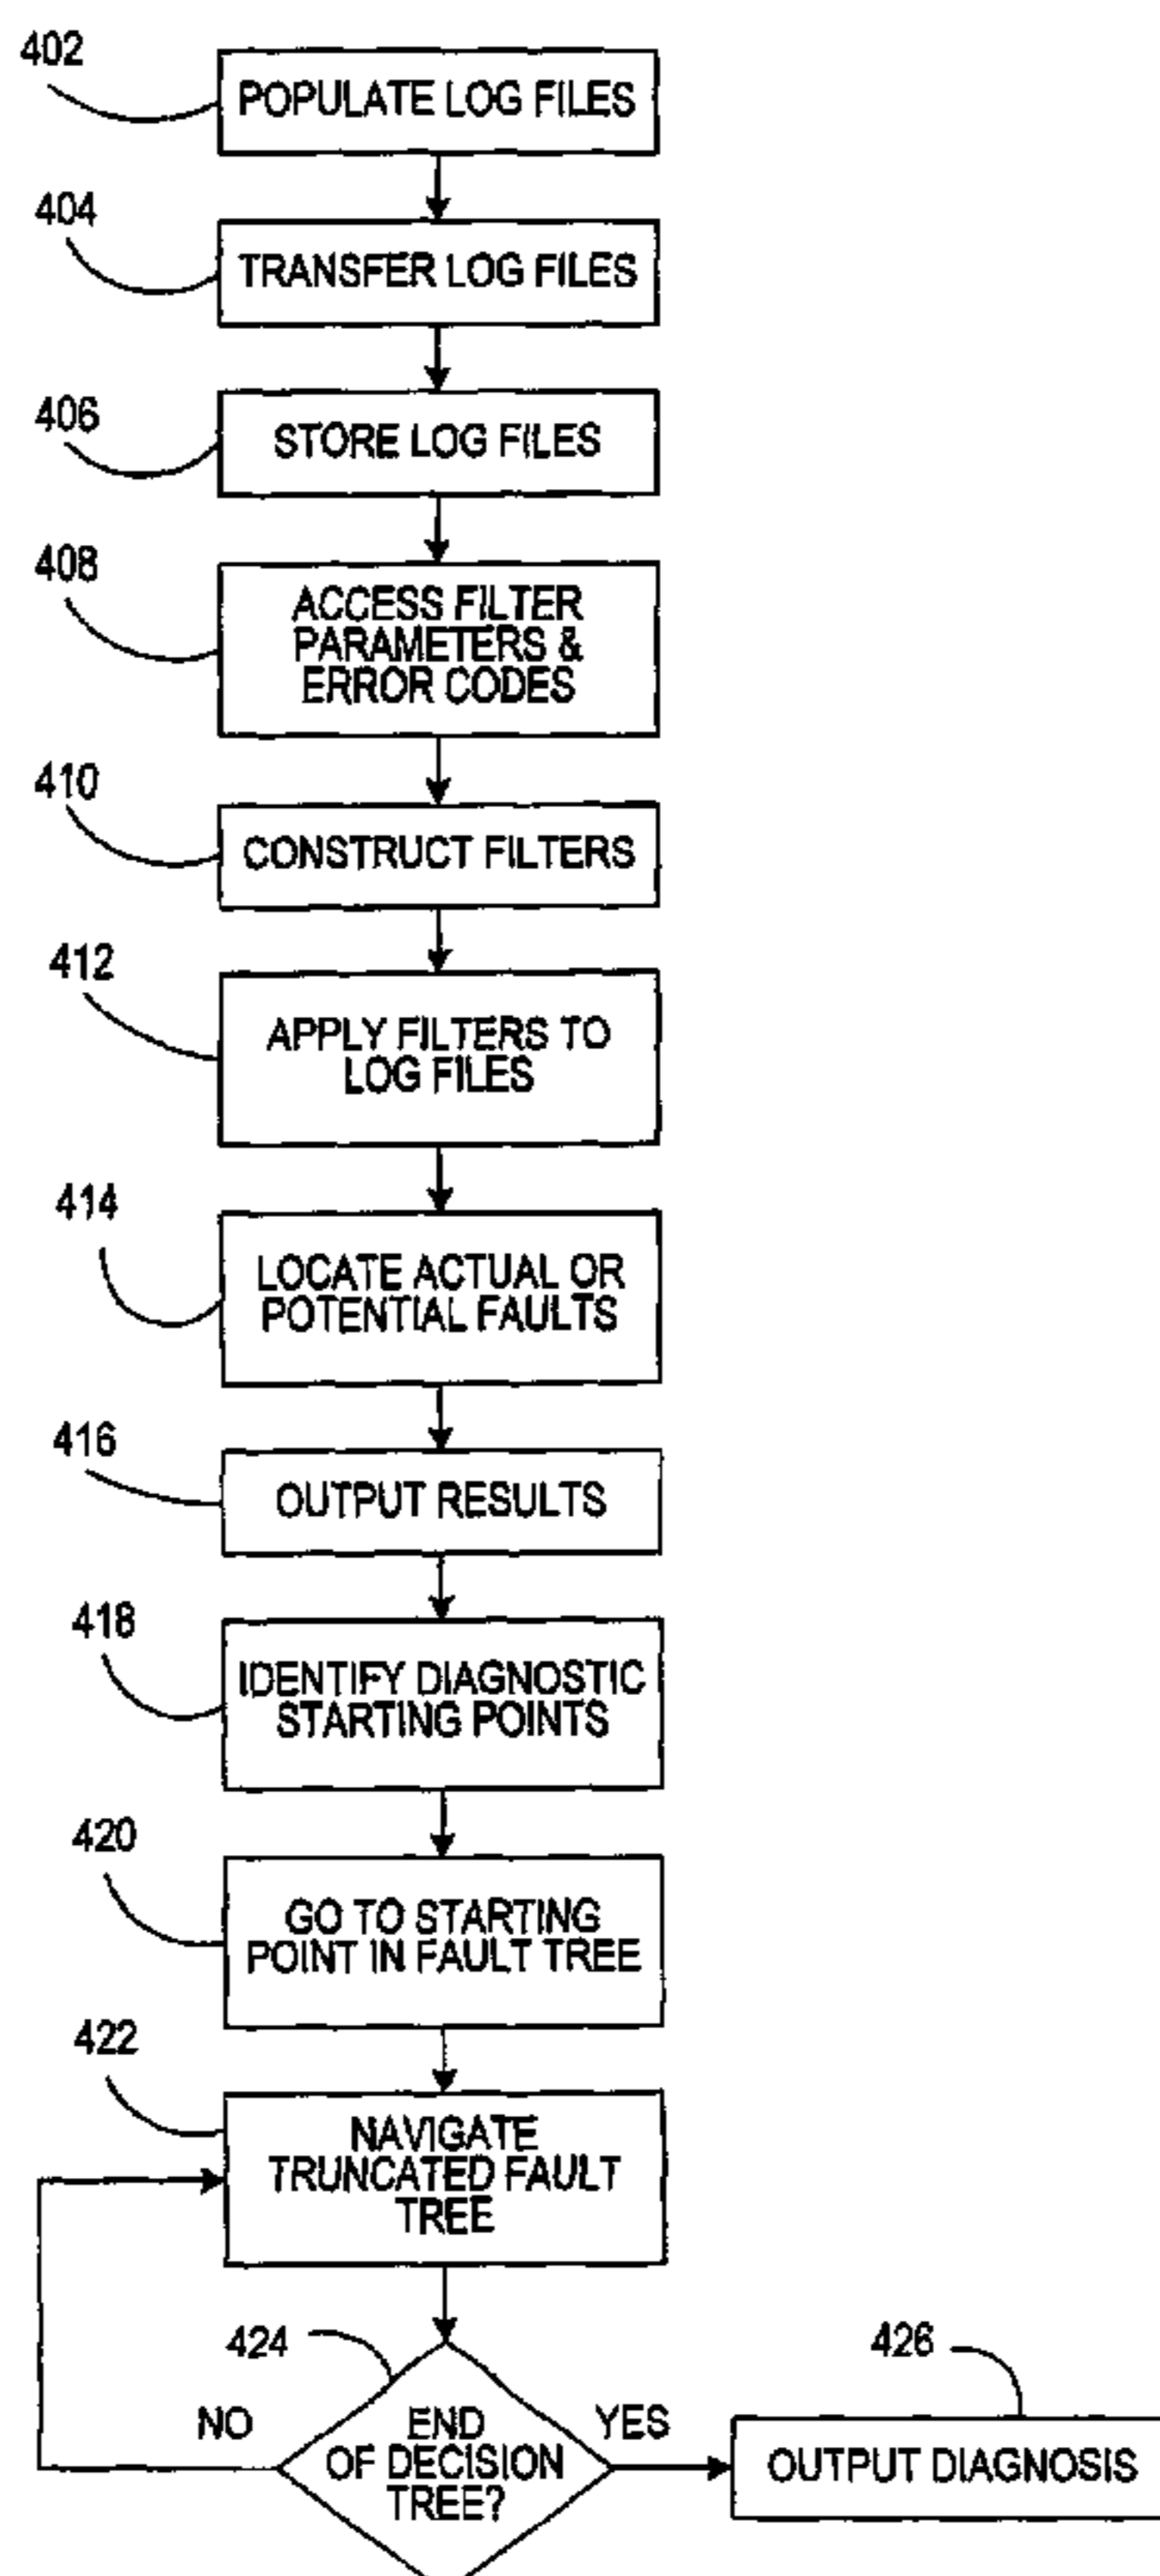 402
POPULATE LOG FILES
404
TRANSFER LOG FILES
406
STORE LOG FILES
408
ACCESS FILTER
PARAMETERS &
ERROR CODES
410
CONSTRUCT FILTERS
412
APPLY FILTERS TO
LOG FILES
414
LOCATE ACTUAL OR
POTENTIAL FAULTS
416
OUTPUT RESULTS
418
IDENTIFY DIAGNOSTIC
STARTING POINTS
420
GO TO STARTING
POINT IN FAULT TREE
422
NAVIGATE
TRUNCATED FAULT
TREE
424
NO
END
OF DECISION
TREE?
YES
426
OUTPUT DIAGNOSIS